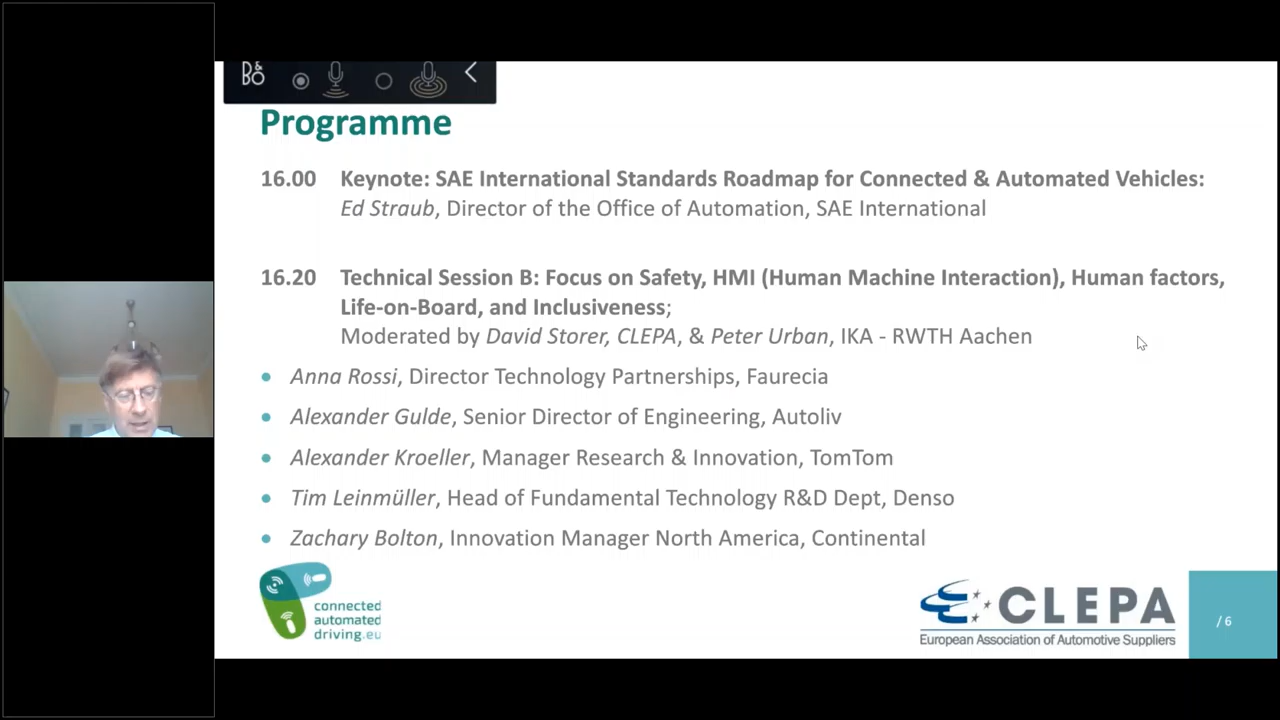 B&O
Programme
16.00 Keynote: SAE International Standards Roadmap for Connected & Automated Vehicles:
Ed Straub, Director of the Office of Automation, SAE International
16.20 Technical Session B: Focus on Safety, HMI (Human Machine Interaction), Human factors,
Life-on-Board, and Inclusiveness;
Moderated by David Storer, CLEPA, & Peter Urban, IKA - RWTH Aachen
• Anna Rossi, Director Technology Partnerships, Faurecia
• Alexander Gulde, Senior Director of Engineering, Autoliv
• Alexander Kroeller, Manager Research & Innovation, TomTom
• Tim Leinmüller, Head of Fundamental Technology R&D Dept, Denso
• Zachary Bolton, Innovation Manager North America, Continental
connected
automated
driving.eu
CLEPA
European Association of Automotive Suppliers
/ 6